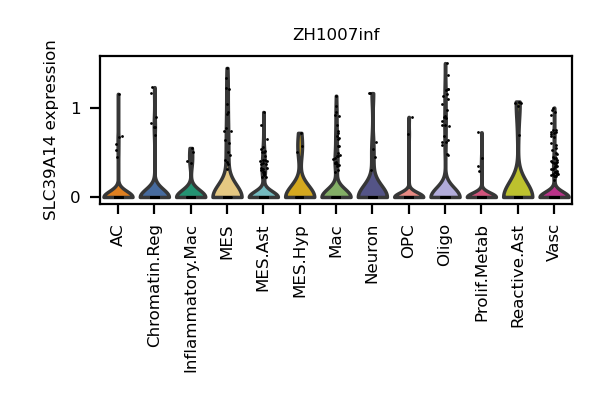 ZH1007inf
SLC39A14 expression
1
0
AC
Chromatin.Reg
Inflammatory.Mac
MES
MES.Ast
MES.Hyp
Mac
Neuron
OPC
Oligo
Prolif.Metab
Reactive.Ast
Vasc